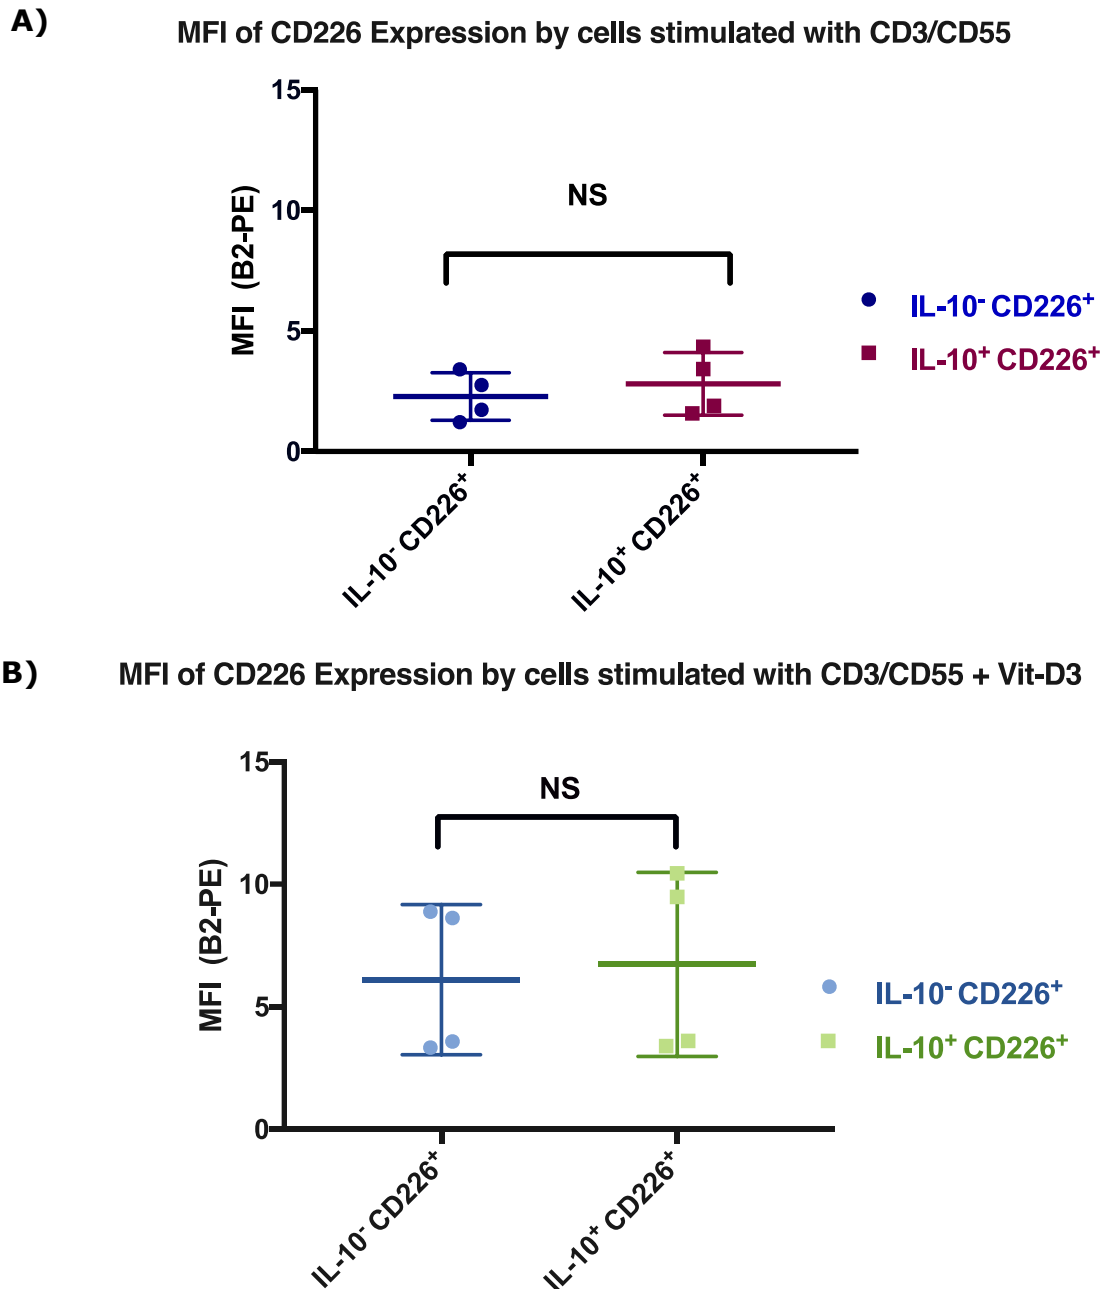 A)
MFI of CD226 Expression by cells stimulated with CD3/CD55
15
10
5
0
MFI (B2-PE)
NS
IL-10⁻ CD226⁺
IL-10⁺ CD226⁺
IL-10⁻ CD226⁺
IL-10⁺ CD226⁺
B)
MFI of CD226 Expression by cells stimulated with CD3/CD55 + Vit-D3
15
10
5
0
MFI (B2-PE)
NS
IL-10⁻ CD226⁺
IL-10⁺ CD226⁺
IL-10⁻ CD226⁺
IL-10⁺ CD226⁺